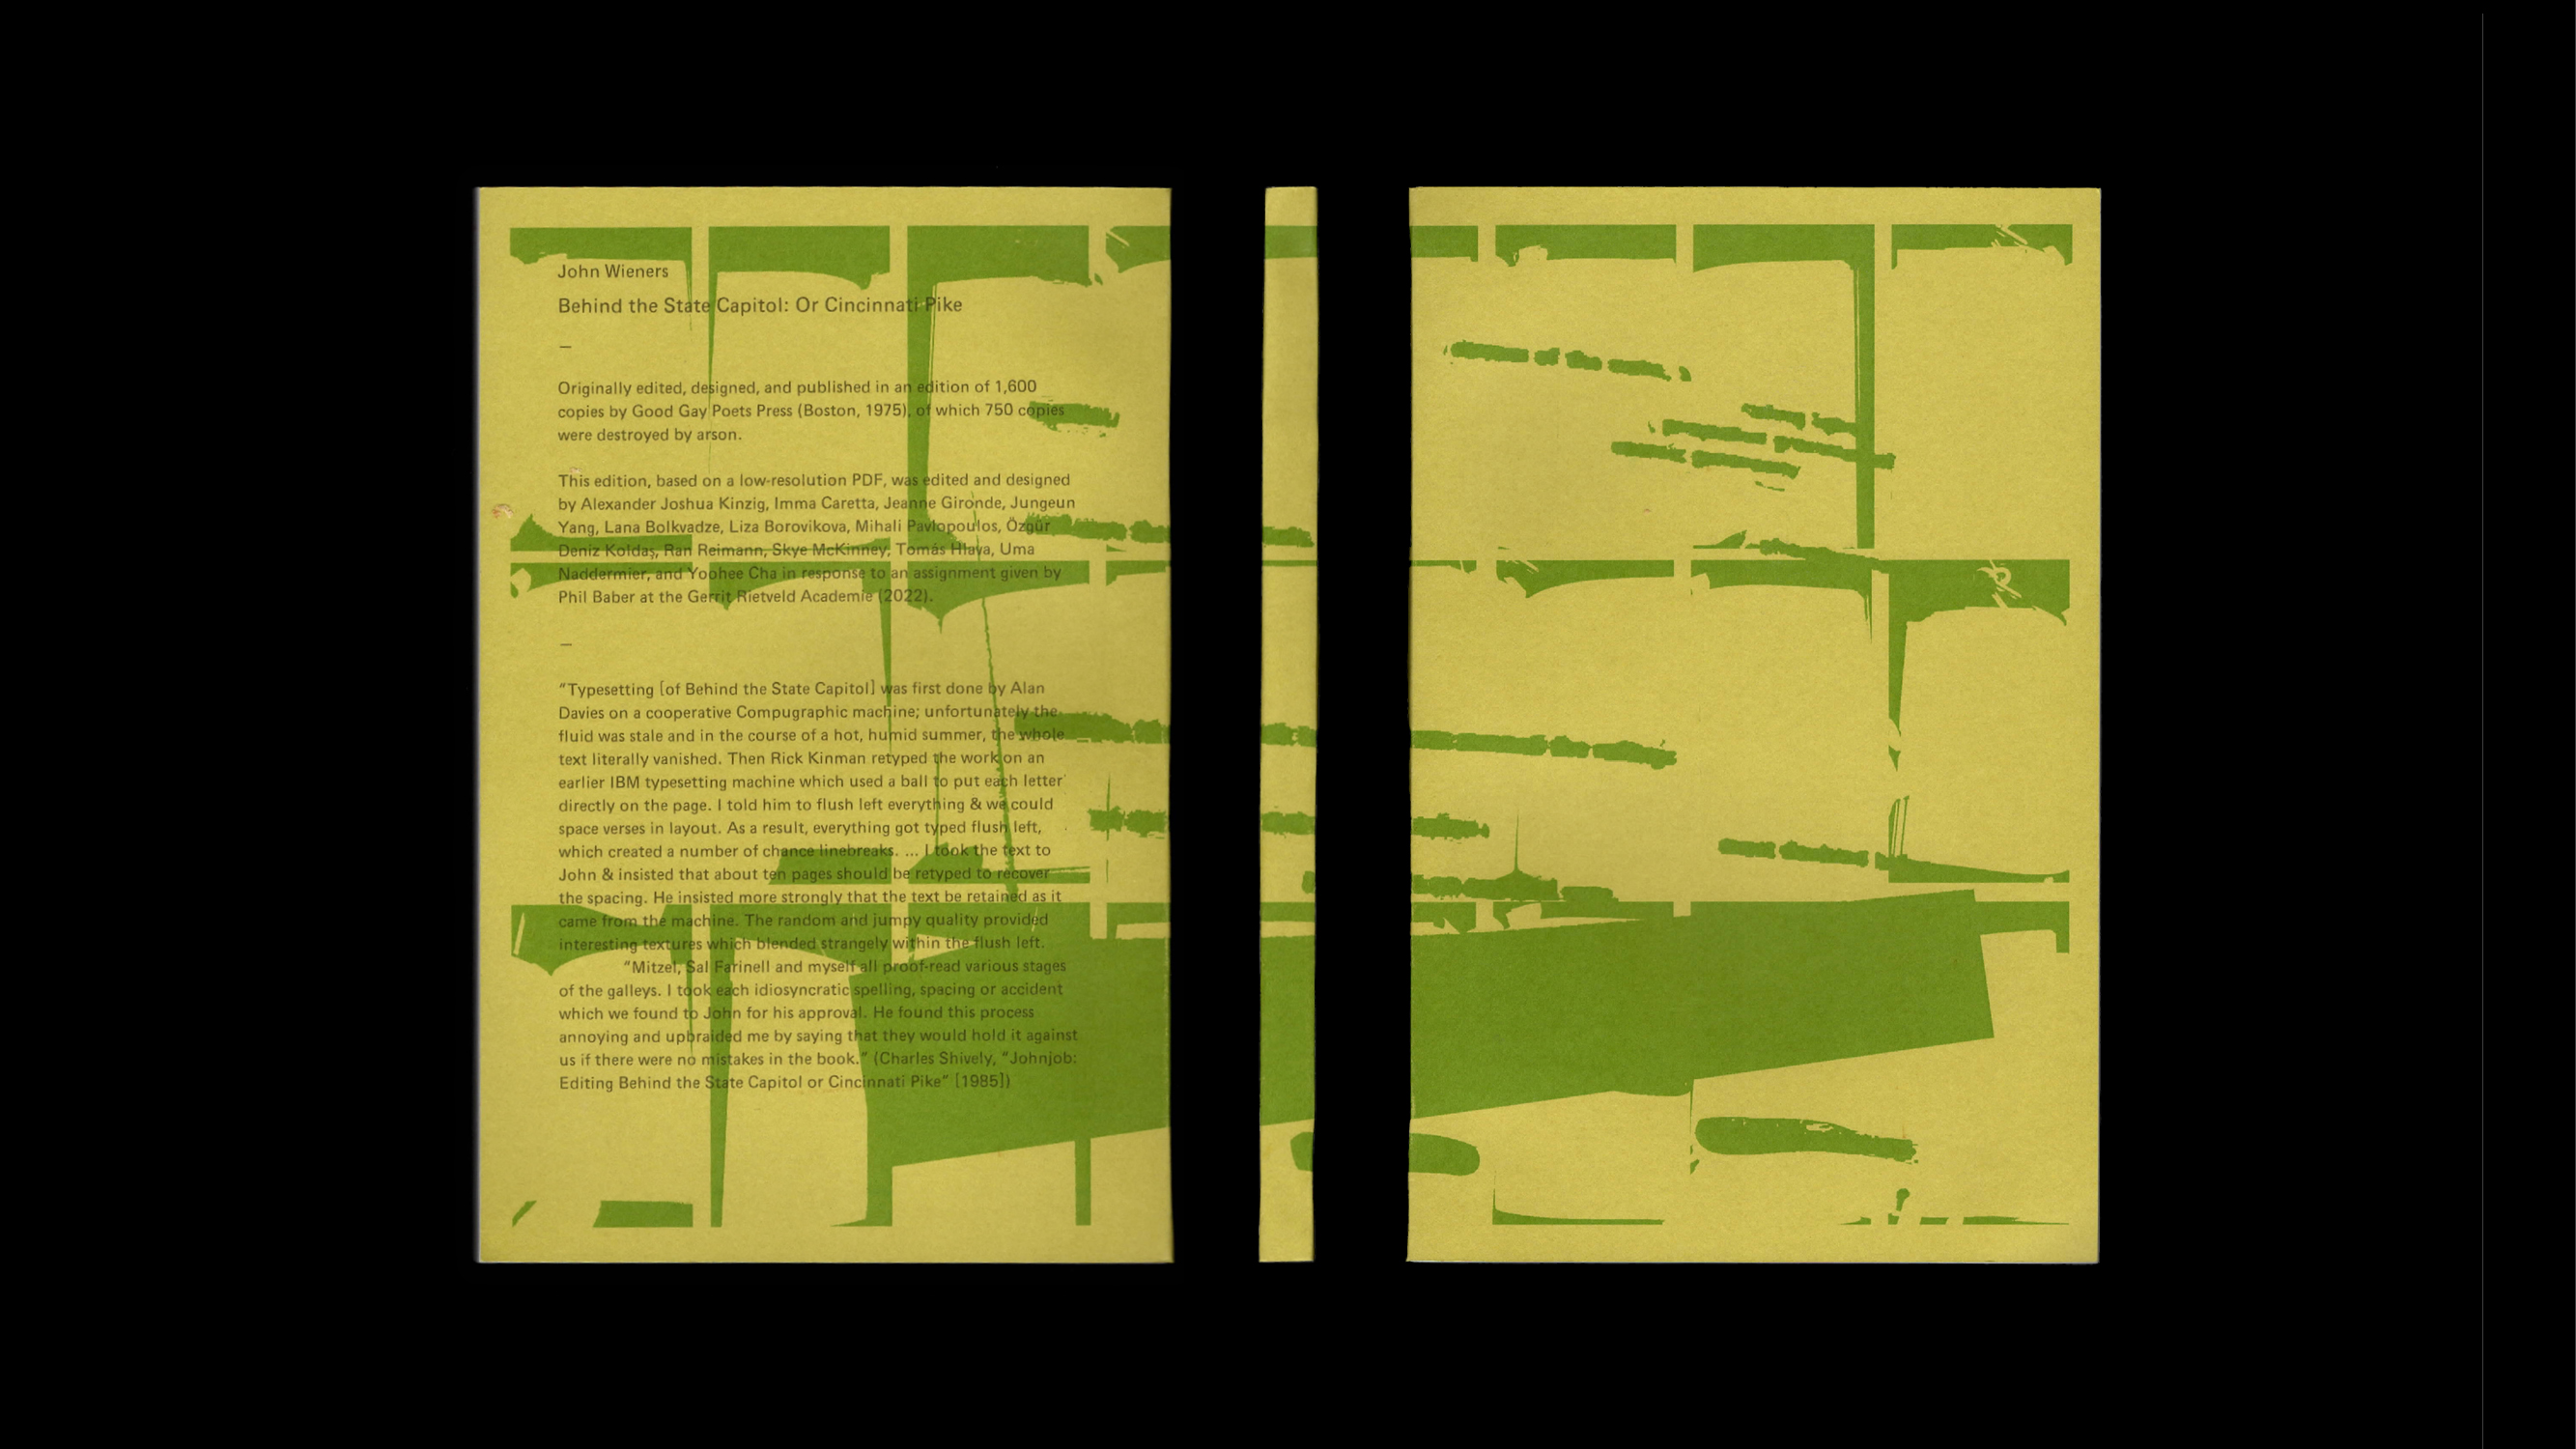 John Wieners
Behind the State Capitol: Or Cincinnati Pike
—
Originally edited, designed, and published in an edition of 1,600
copies by Good Gay Poets Press (Boston, 1975), of which 750 copies
were destroyed by arson.
This edition, based on a low-resolution PDF, was edited and designed
by Alexander Joshua Kinzig, Imma Caretta, Jeanne Gironde, Jungeun
Yang, Lana Bolkvadze, Liza Borovikova, Mihali Pavlopoulos, Özgür
Deniz Koldaş, Ran Reimann, Skye McKinney, Tomás Hlava, Uma
Naddermier, and Yoohee Cha in response to an assignment given by
Phil Baber at the Gerrit Rietveld Academie (2022).
—
“Typesetting [of Behind the State Capitol] was first done by Alan
Davies on a cooperative Compugraphic machine; unfortunately the
fluid was stale and in the course of a hot, humid summer, the whole
text literally vanished. Then Rick Kinman retyped the work on an
earlier IBM typesetting machine which used a ball to put each letter
directly on the page. I told him to flush left everything & we could
space verses in layout. As a result, everything got typed flush left,
which created a number of chance linebreaks. ... I took the text to
John & insisted that about ten pages should be retyped to recover
the spacing. He insisted more strongly that the text be retained as it
came from the machine. The random and jumpy quality provided
interesting textures which blended strangely within the flush left.
“Mitzel, Sal Farinell and myself all proof-read various stages
of the galleys. I took each idiosyncratic spelling, spacing or accident
which we found to John for his approval. He found this process
annoying and upbraided me by saying that they would hold it against
us if there were no mistakes in the book.” (Charles Shively, “Johnjob:
Editing Behind the State Capitol or Cincinnati Pike” [1985])